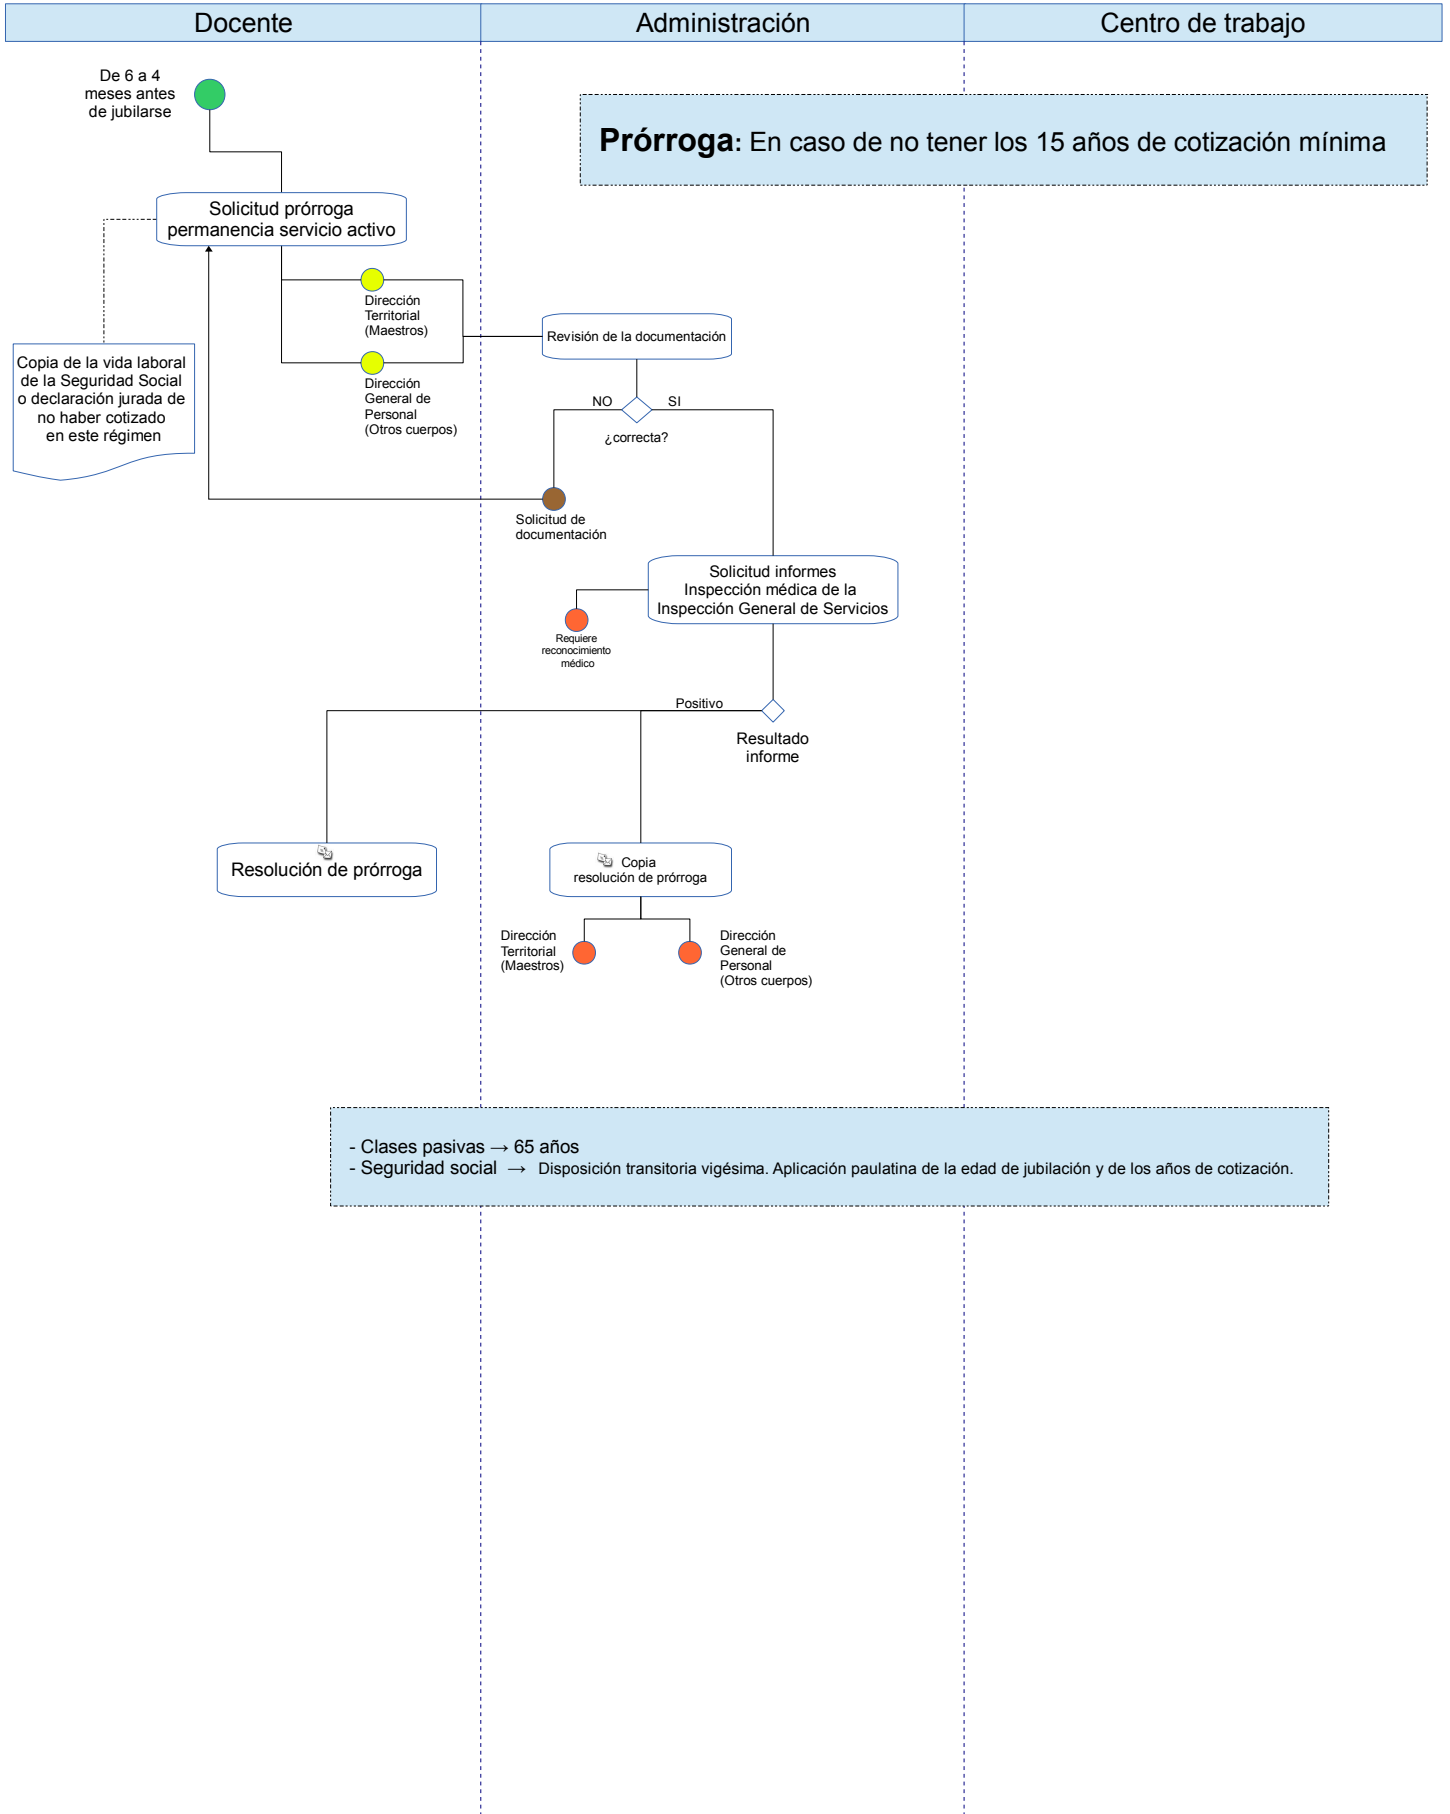 Docente
Administración
Centro de trabajo
De 6 a 4
meses antes
de jubilarse
Prórroga: En caso de no tener los 15 años de cotización mínima
Solicitud prórroga
permanencia servicio activo
Dirección
Territorial
(Maestros)
Revisión de la documentación
Copia de la vida laboral
de la Seguridad Social
o declaración jurada de
no haber cotizado
en este régimen
Dirección
General de
Personal
(Otros cuerpos)
NO
SI
¿correcta?
Solicitud de
documentación
Solicitud informes
Inspección médica de la
Inspección General de Servicios
Requiere
reconocimiento
médico
Positivo
Resultado
informe
Resolución de prórroga
Copia
resolución de prórroga
Dirección
Territorial
(Maestros)
Dirección
General de
Personal
(Otros cuerpos)
- Clases pasivas → 65 años
- Seguridad social → Disposición transitoria vigésima. Aplicación paulatina de la edad de jubilación y de los años de cotización.